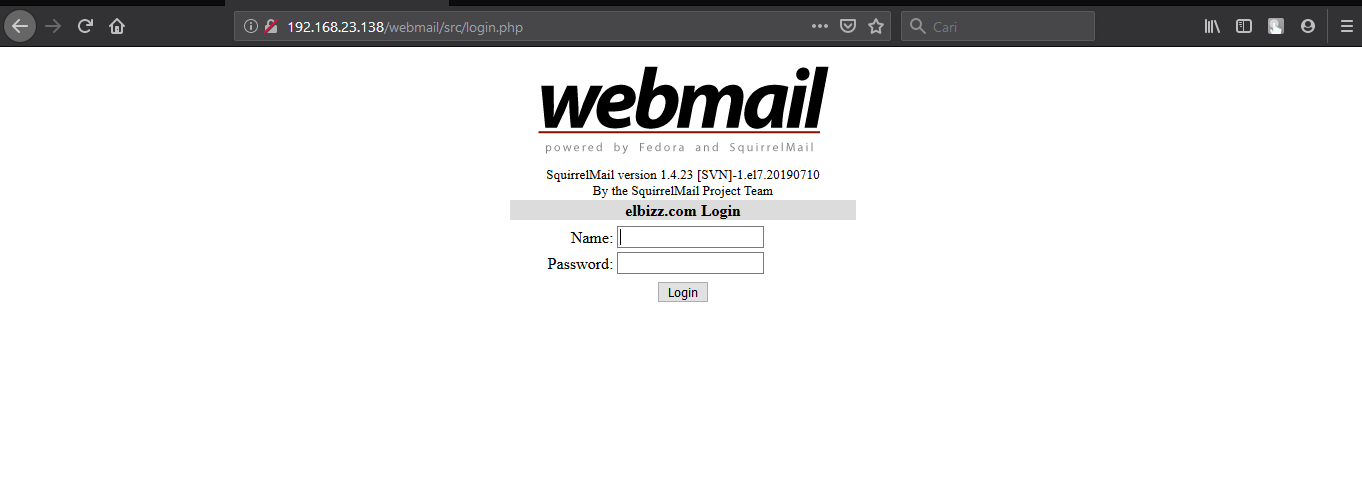 192.168.23.138/webmail/src/login.php
Cari
webmail
powered by Fedora and SquirrelMail
SquirrelMail version 1.4.23 [SVN]-1.el7.20190710
By the SquirrelMail Project Team
elbizz.com Login
Name:
Password:
Login